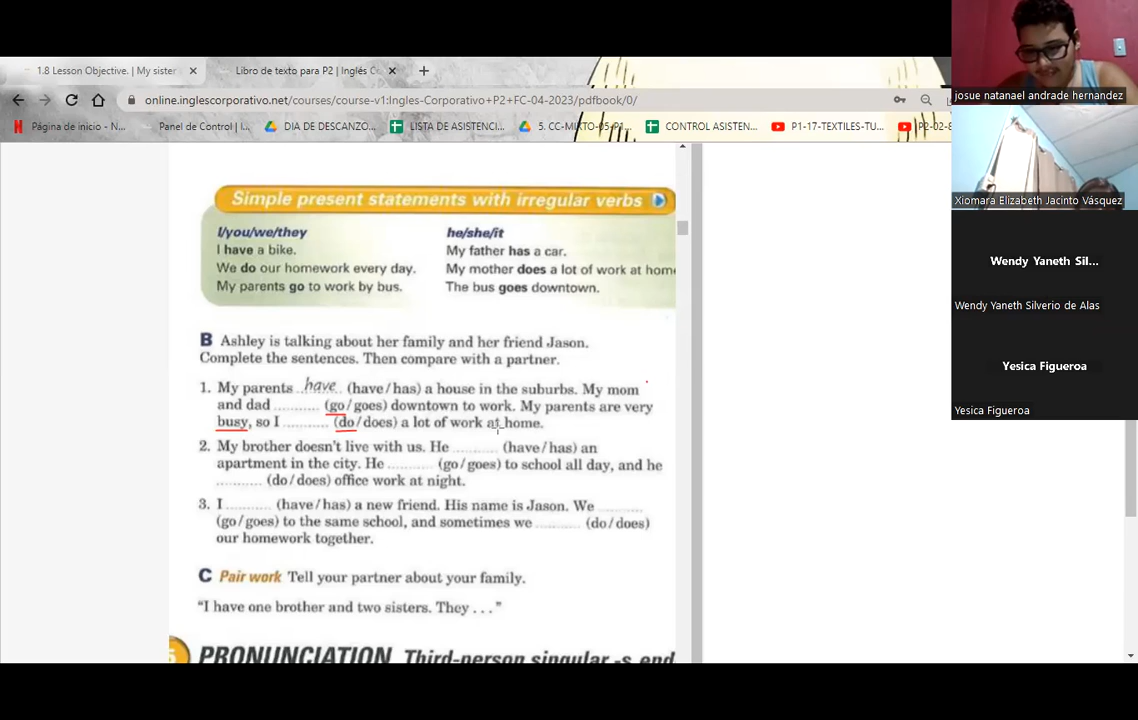 1.8 Lesson Objective. | My sister
Libro de texto para P2 | Inglés C
online.inglescorporativo.net/courses/course-v1:Ingles-Corporativo+P2+FC-04-2023/pdfbook/0/
Página de inicio - N...
Panel de Control | I...
DIA DE DESCANZO...
LISTA DE ASISTENCI...
5. CC-MIXTO-05-P1...
CONTROL ASISTEN...
P1-17-TEXTILES-TU...
P2-02-8
Simple present statements with irregular verbs
I/you/we/they
I have a bike.
We do our homework every day.
My parents go to work by bus.
he/she/it
My father has a car.
My mother does a lot of work at hom
The bus goes downtown.
B Ashley is talking about her family and her friend Jason.
Complete the sentences. Then compare with a partner.
1. My parents have (have/has) a house in the suburbs. My mom
and dad .......... (go/goes) downtown to work. My parents are very
busy, so I .......... (do/does) a lot of work at home.
2. My brother doesn't live with us. He .......... (have/has) an
apartment in the city. He .......... (go/goes) to school all day, and he
.......... (do/does) office work at night.
3. I .......... (have/has) a new friend. His name is Jason. We ..........
(go/goes) to the same school, and sometimes we .......... (do/does)
our homework together.
C Pair work Tell your partner about your family.
"I have one brother and two sisters. They . . ."
5 PRONUNCIATION Third-person singular -s end
josue natanael andrade hernandez
Xiomara Elizabeth Jacinto Vásquez
Wendy Yaneth Sil...
Wendy Yaneth Silverio de Alas
Yesica Figueroa
Yesica Figueroa